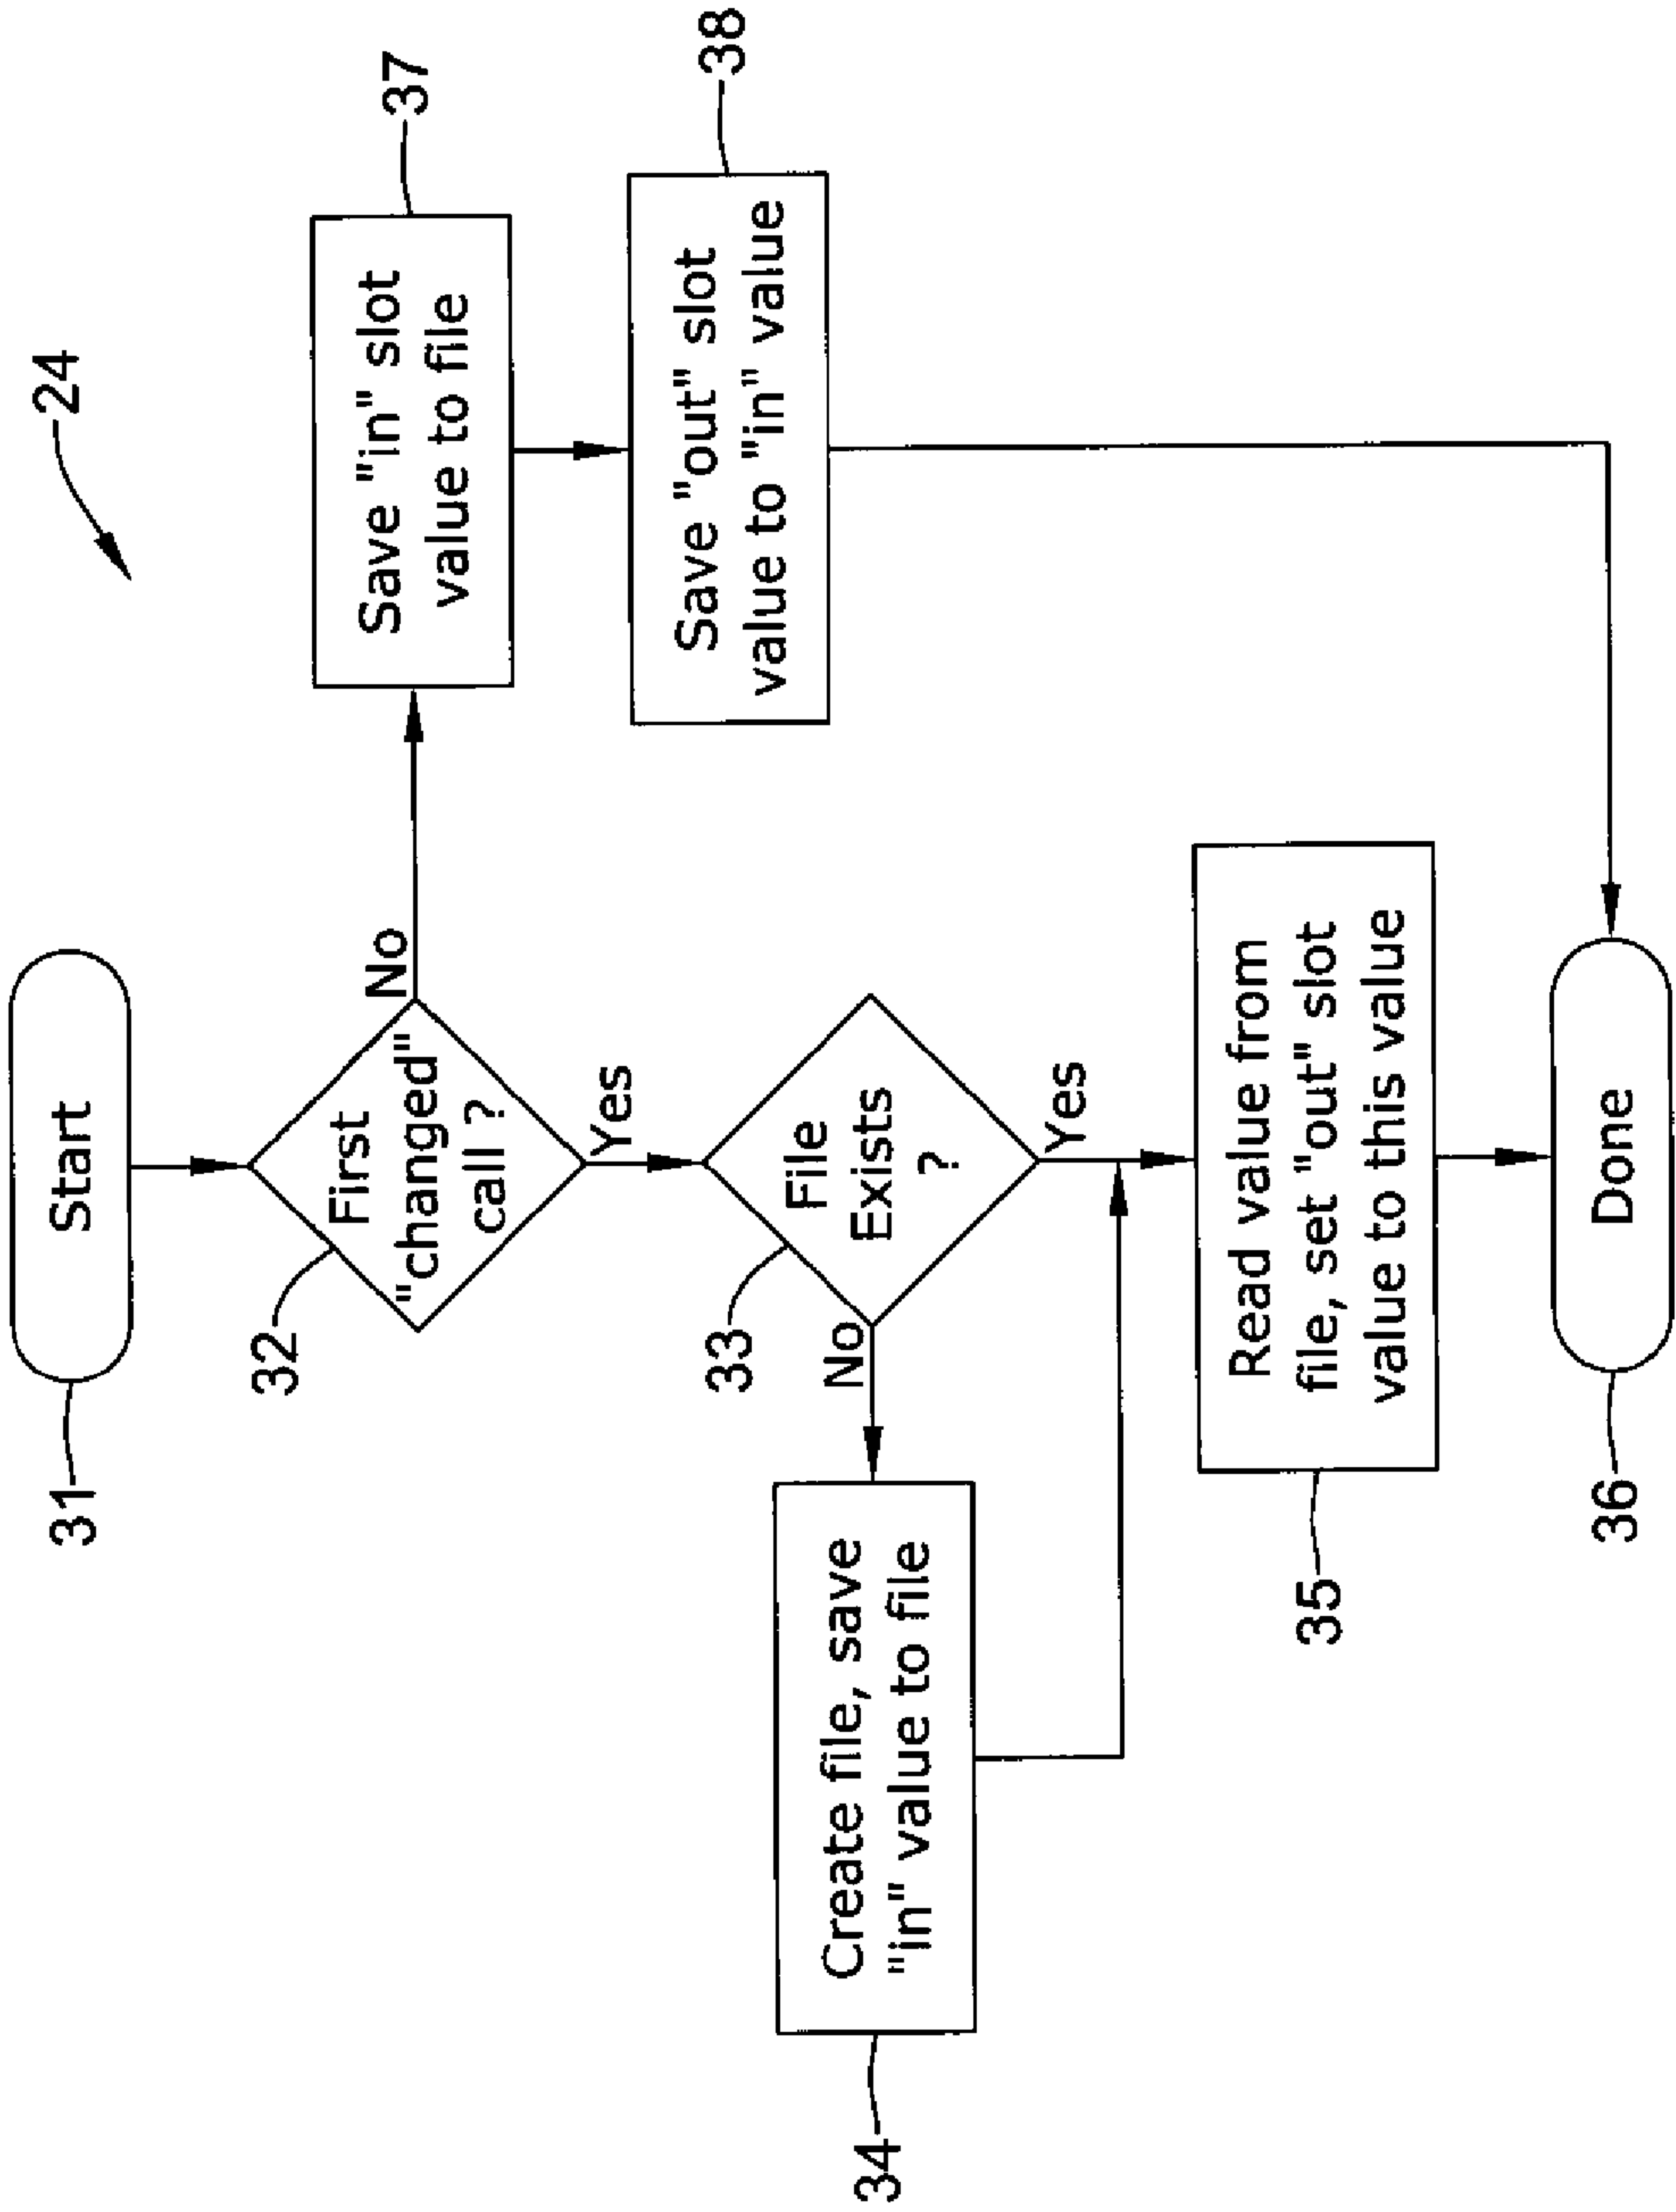 24
31
Start
32
First
"changed"
call ?
No
Yes
37
Save "in" slot
value to file
38
Save "out" slot
value to "in" value
33
File
Exists
?
No
Yes
34
Create file, save
"in" value to file
35
Read value from
file, set "out" slot
value to this value
36
Done